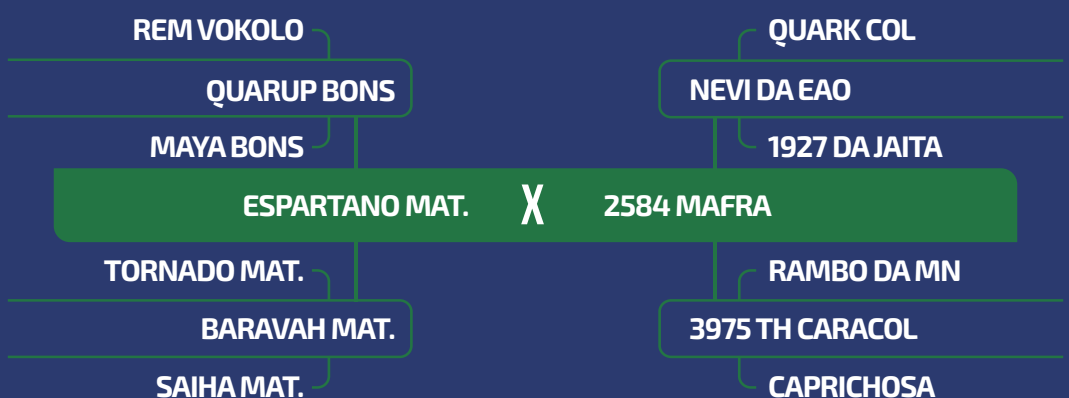 REM VOKOLO
QUARUP BONS
MAYA BONS
QUARK COL
NEVI DA EAO
1927 DA JAITA
ESPARTANO MAT. X 2584 MAFRA
TORNADO MAT.
BARAVAH MAT.
SAIHA MAT.
RAMBO DA MN
3975 TH CARACOL
CAPRICHOSA